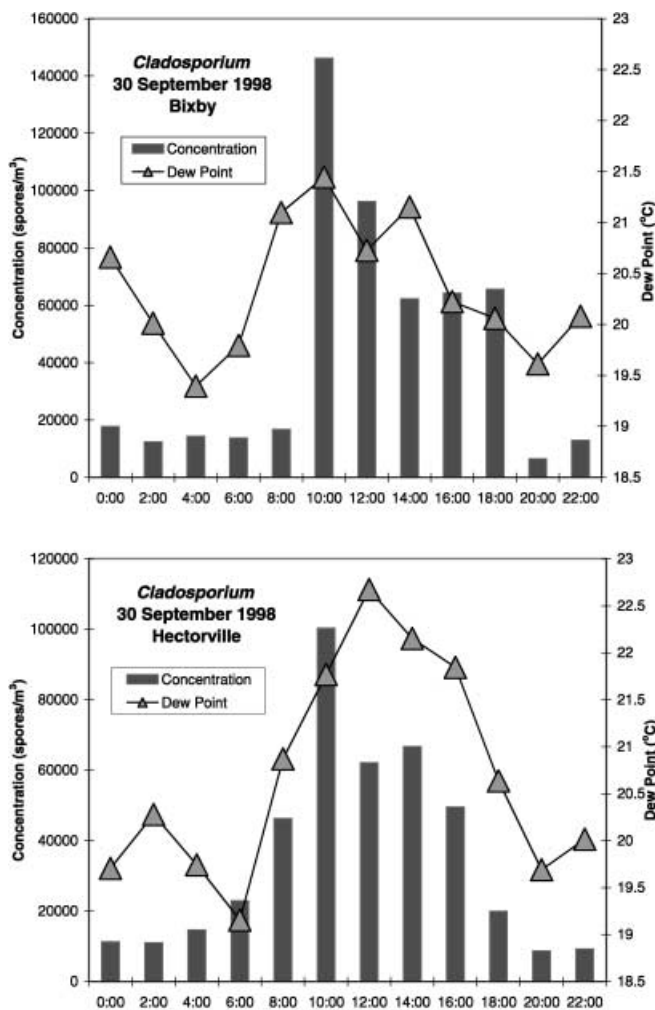 Cladosporium
30 September 1998
Bixby
Concentration
Dew Point
Concentration (spores/m³)
160000
140000
120000
100000
80000
60000
40000
20000
0
Dew Point (°C)
23
22.5
22
21.5
21
20.5
20
19.5
19
18.5
0:00 2:00 4:00 6:00 8:00 10:00 12:00 14:00 16:00 18:00 20:00 22:00
Cladosporium
30 September 1998
Hectorville
Concentration
Dew Point
Concentration (spores/m³)
120000
100000
80000
60000
40000
20000
0
Dew Point (°C)
23
22.5
22
21.5
21
20.5
20
19.5
19
18.5
0:00 2:00 4:00 6:00 8:00 10:00 12:00 14:00 16:00 18:00 20:00 22:00